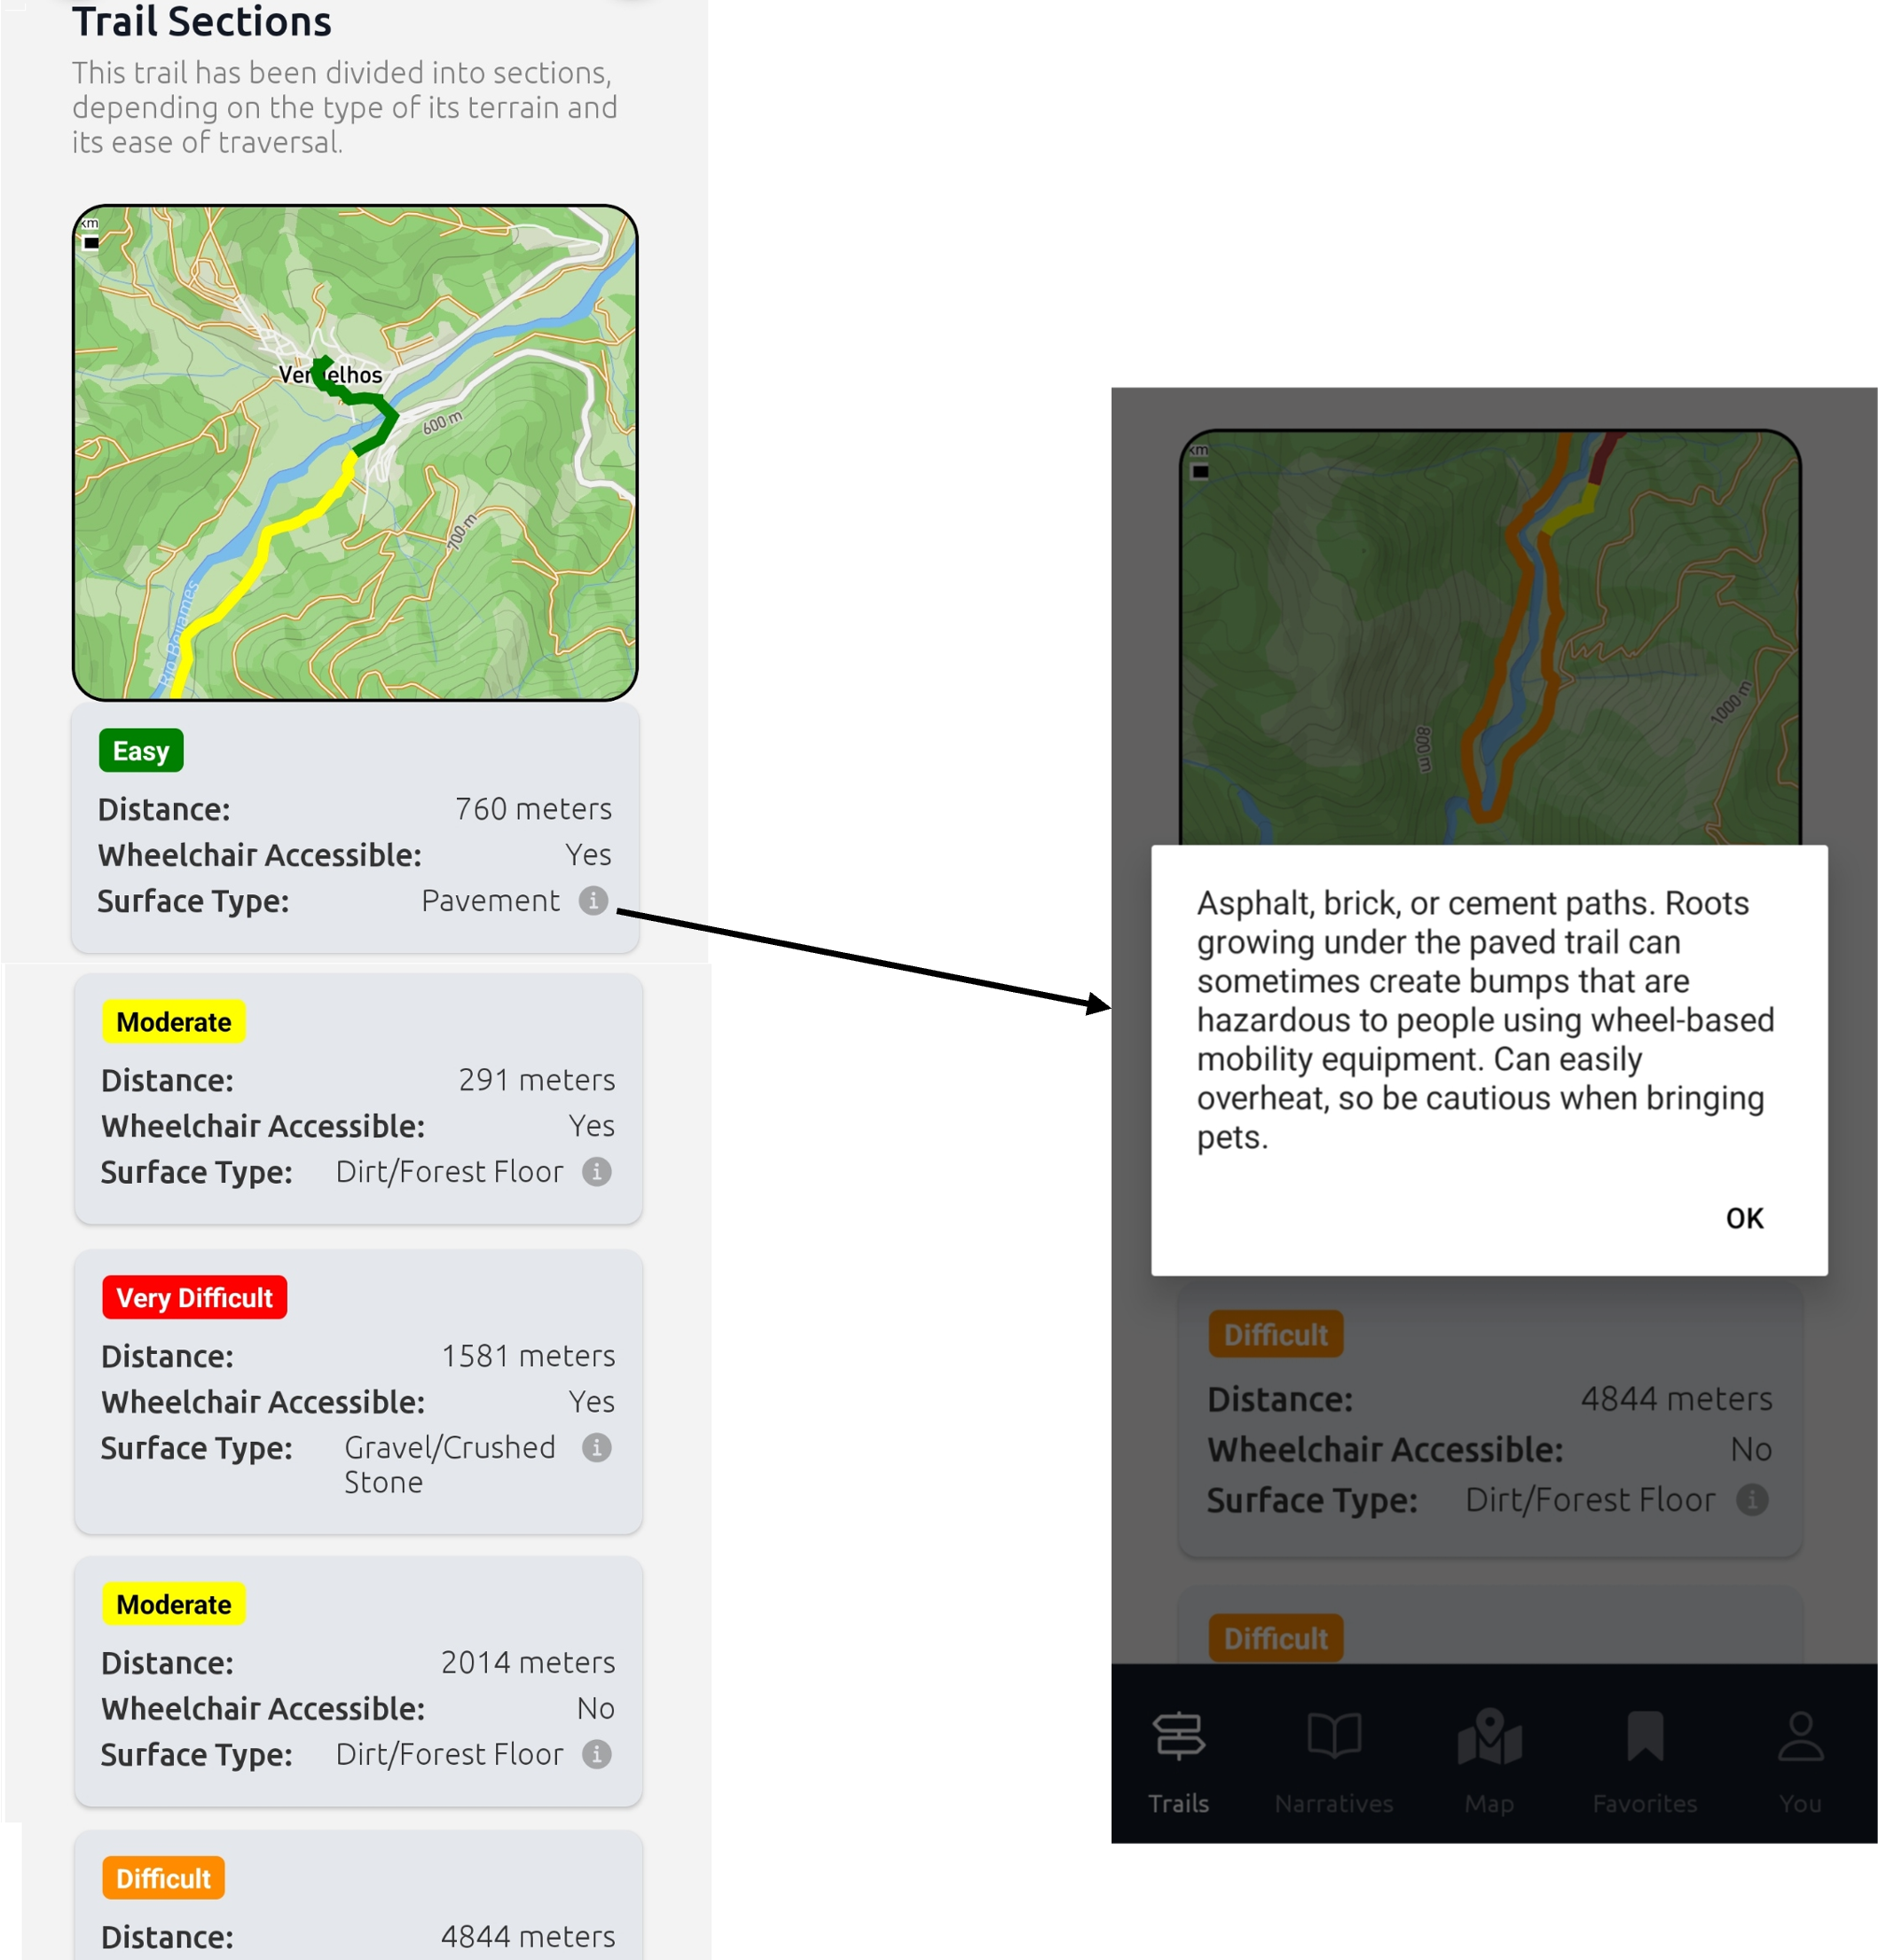 Trail Sections
This trail has been divided into sections,
depending on the type of its terrain and
its ease of traversal.
km
600 m
700 m
Easy
Distance: 760 meters
Wheelchair Accessible: Yes
Surface Type: Pavement
Moderate
Distance: 291 meters
Wheelchair Accessible: Yes
Surface Type: Dirt/Forest Floor
Very Difficult
Distance: 1581 meters
Wheelchair Accessible: Yes
Surface Type: Gravel/Crushed
Stone
Moderate
Distance: 2014 meters
Wheelchair Accessible: No
Surface Type: Dirt/Forest Floor
Difficult
Distance: 4844 meters
km
800 m
1000 m
Asphalt, brick, or cement paths. Roots
growing under the paved trail can
sometimes create bumps that are
hazardous to people using wheel-based
mobility equipment. Can easily
overheat, so be cautious when bringing
pets.
OK
Difficult
Distance: 4844 meters
Wheelchair Accessible: No
Surface Type: Dirt/Forest Floor
Difficult
Trails Narratives Map Favorites You